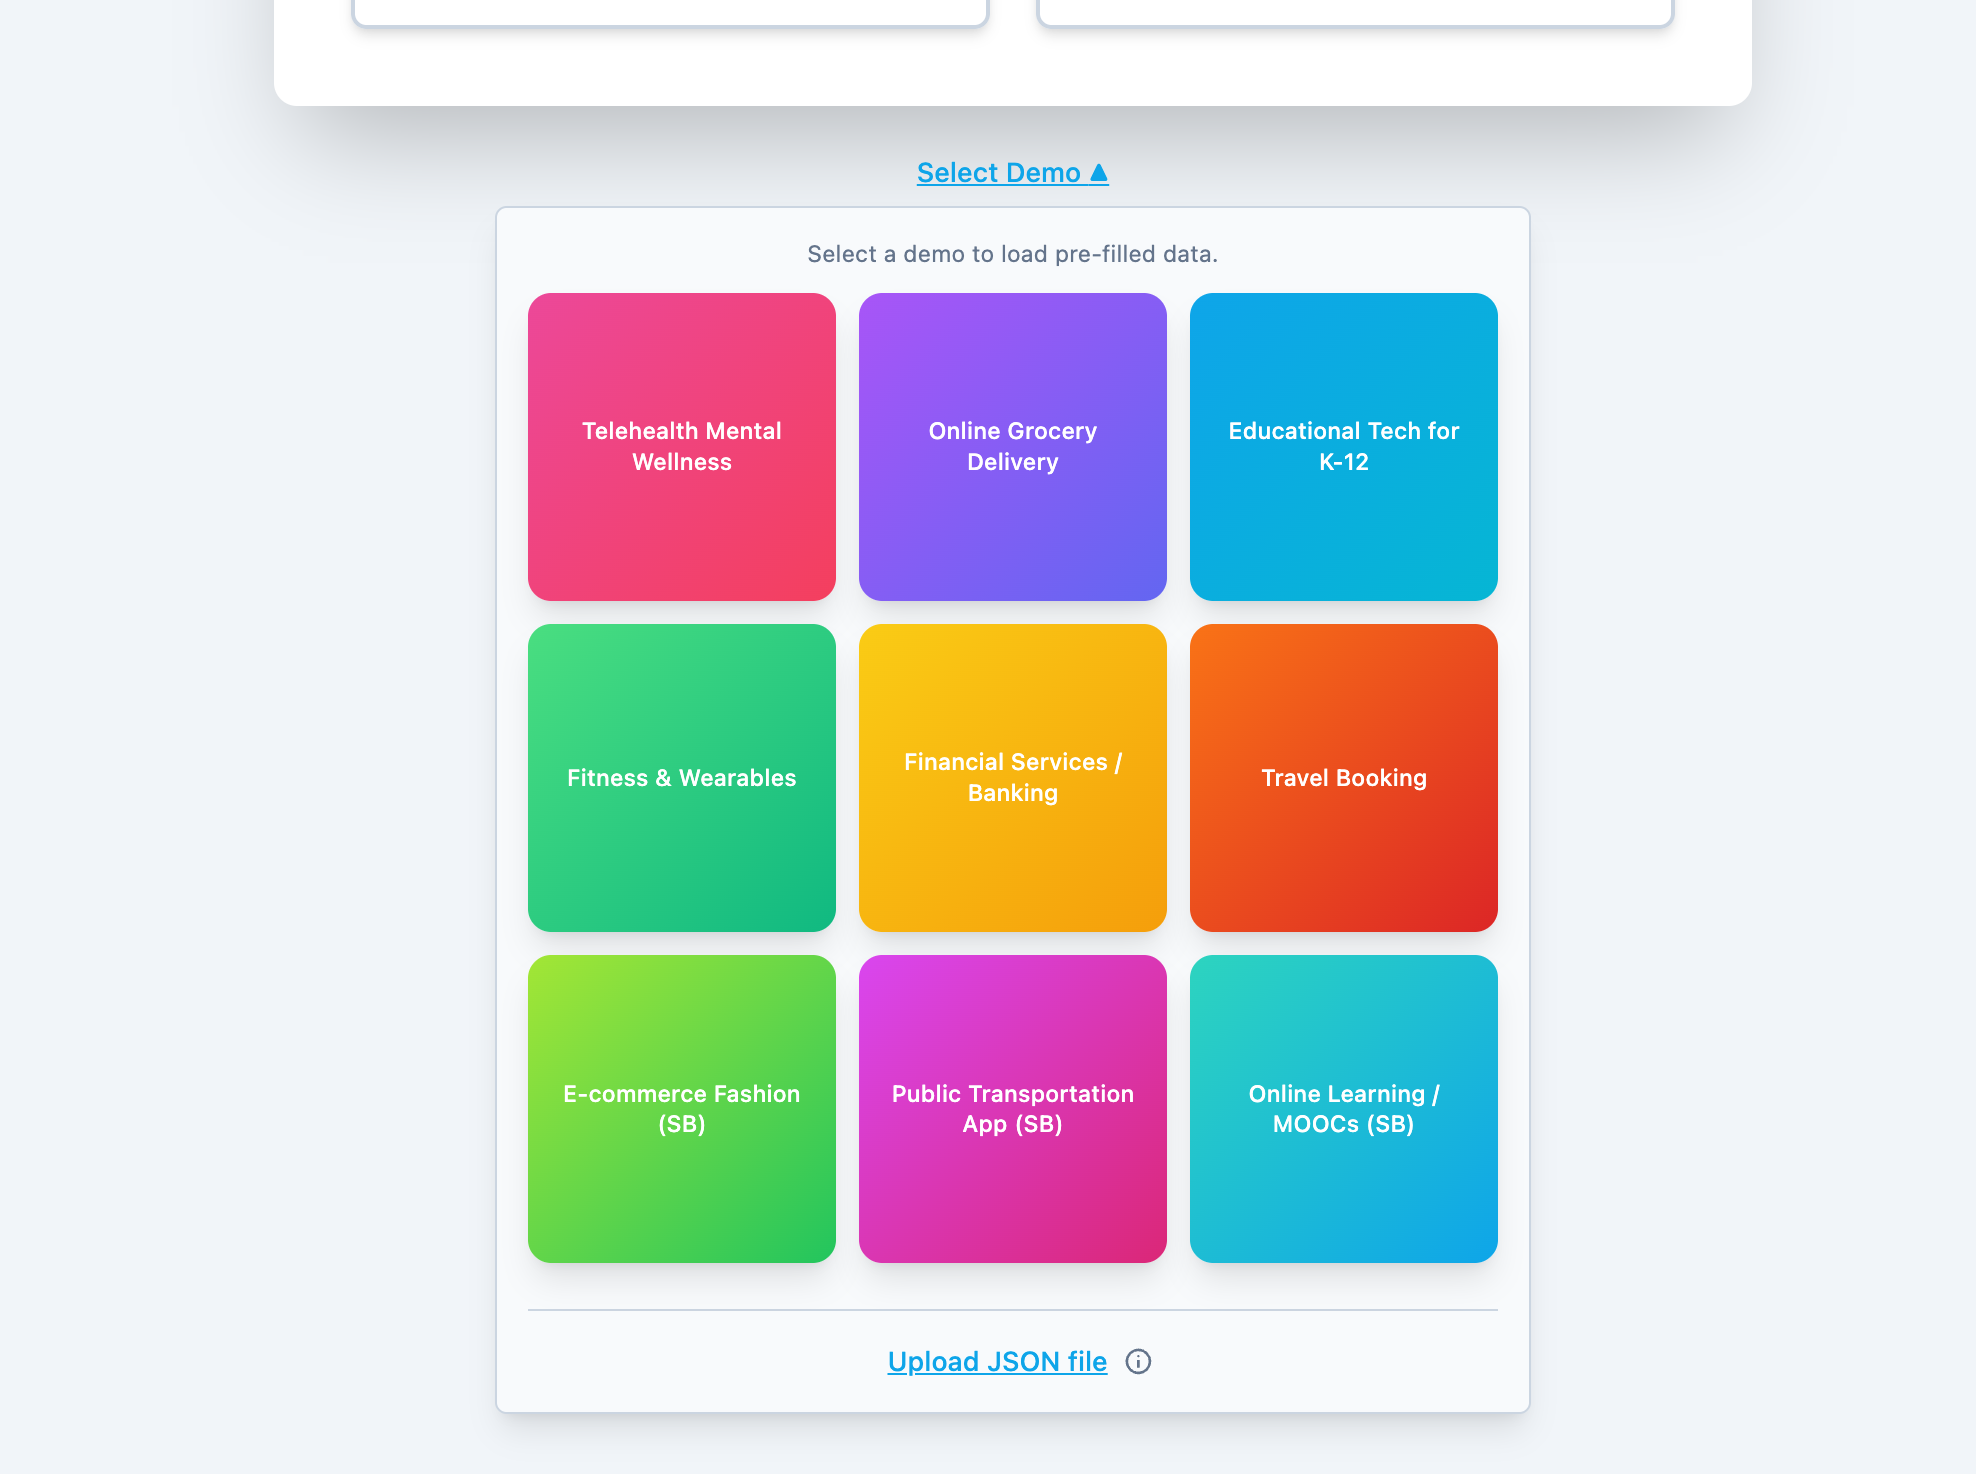 Select Demo ▲
Select a demo to load pre-filled data.
Telehealth Mental
Wellness
Online Grocery
Delivery
Educational Tech for
K-12
Fitness & Wearables
Financial Services /
Banking
Travel Booking
E-commerce Fashion
(SB)
Public Transportation
App (SB)
Online Learning /
MOOCs (SB)
Upload JSON file